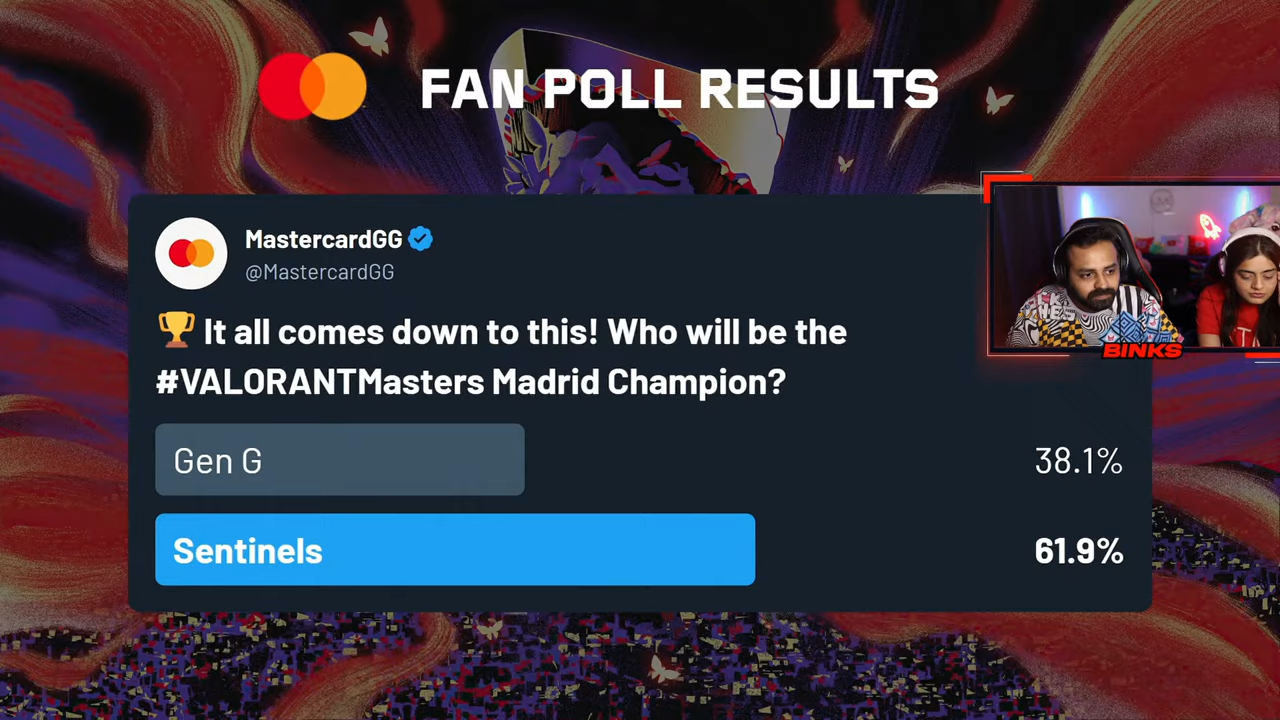 FAN POLL RESULTS
MastercardGG
@MastercardGG
🏆 It all comes down to this! Who will be the
#VALORANTMasters Madrid Champion?
Gen G 38.1%
Sentinels 61.9%
BINKS